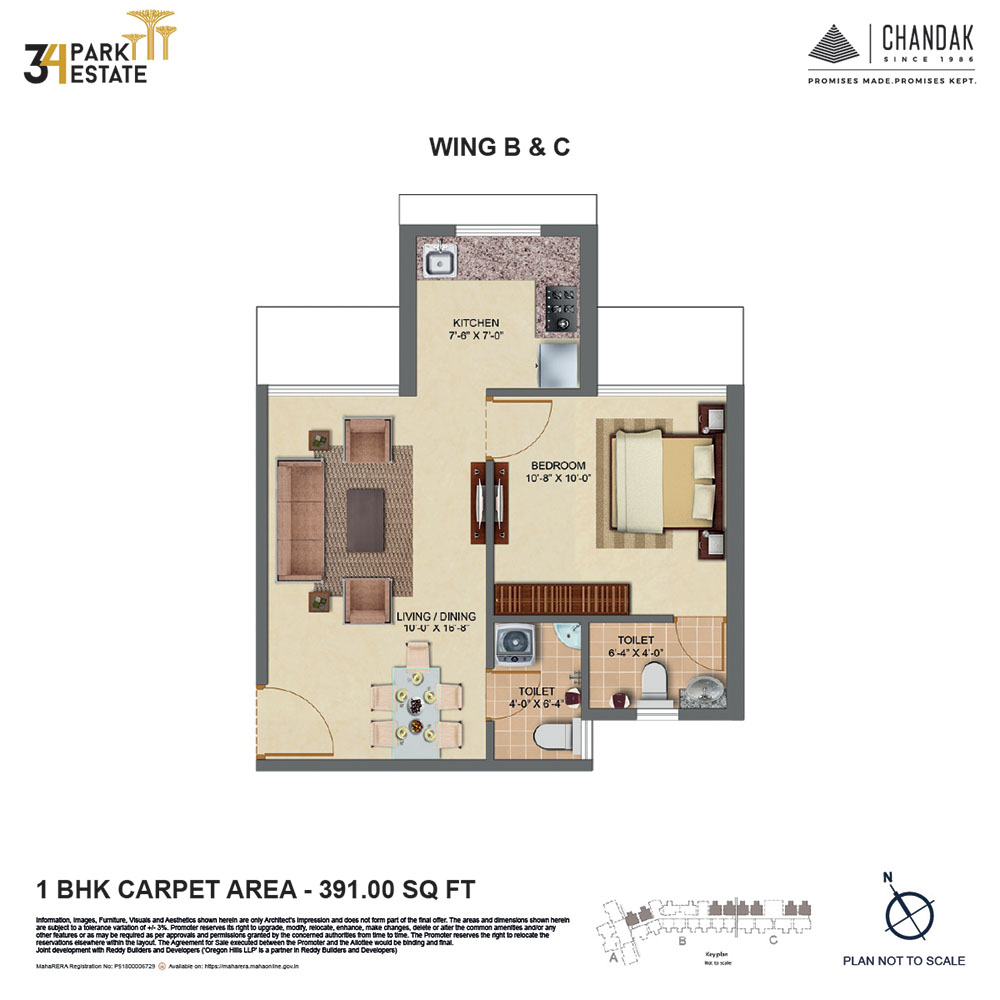 34 PARK
ESTATE
CHANDAK
SINCE 1986
PROMISES MADE.PROMISES KEPT.
WING B & C
KITCHEN
7'-6" X 7'-0"
BEDROOM
10'-8" X 10'-0"
LIVING / DINING
10'-0" X 16'-8"
TOILET
6'-4" X 4'-0"
TOILET
4'-0" X 6'-4"
1 BHK CARPET AREA - 391.00 SQ FT
Information, Images, Furniture, Visuals and Aesthetics shown herein are only Architect's Impression and does not form part of the final offer. The areas and dimensions shown herein
are subject to a tolerance variation of +/- 3%. Promoter reserves its right to upgrade, modify, relocate, enhance, make changes, delete or alter the common amenities and/or any
other features or as may be required as per approvals and permissions granted by the concerned authorities from time to time. The Promoter reserves the right to relocate the
reservations elsewhere within the layout. The Agreement for Sale executed between the Promoter and the Allottee would be binding and final.
Joint development with Reddy Builders and Developers ('Oregon Hills LLP' is a partner in Reddy Builders and Developers)
MahaRERA Registration No: P51800006729 Available on: https://maharera.mahaonline.gov.in
A
B
C
Key plan
Not to scale
N
PLAN NOT TO SCALE